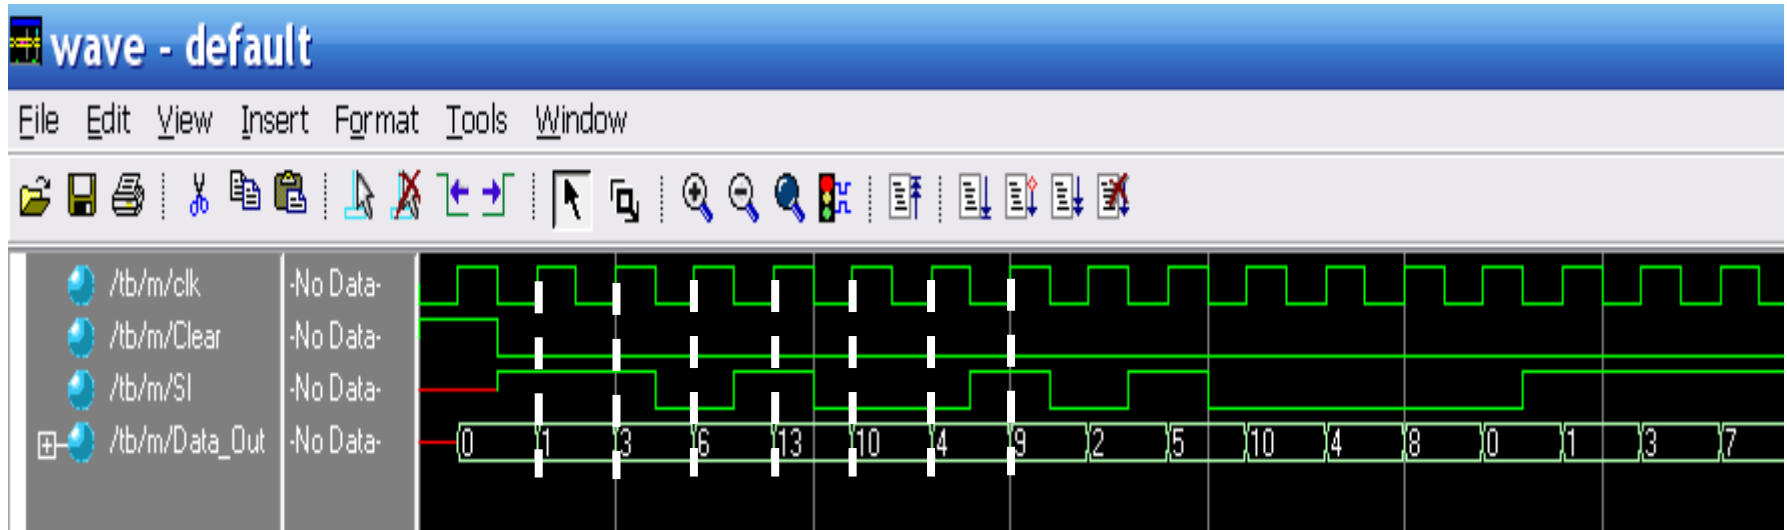 wave - default
File Edit View Insert Format Tools Window
/tb/m/clk -No Data-
/tb/m/Clear -No Data-
/tb/m/SI -No Data-
/tb/m/Data_Out -No Data- 0 1 3 6 13 10 4 9 2 5 10 4 8 0 1 3 7